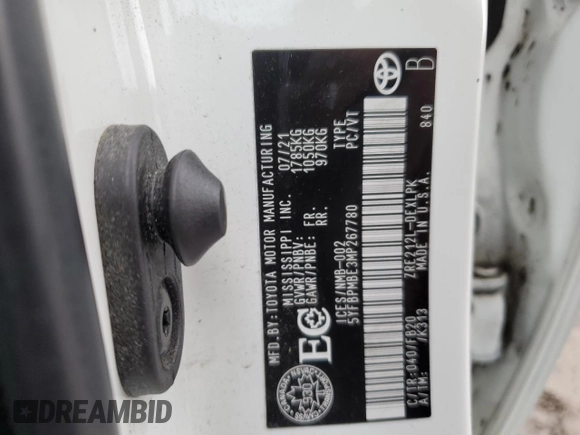 MFD.BY:TOYOTA MOTOR MANUFACTURING
MISSISSIPPI INC. 07/21
GVWR/PNBV: 1785KG
GAWR/PNBE: FR. 1050KG
RR. 970KG
ICES/NMB-002 TYPE
5YFBPMBE3MP267780 PC/VT
EC
930
C/TR:040/FB20 ZRE212L-DEXLPK
A/TM: /K313 MADE IN U.S.A.
840
B
DREAMBID